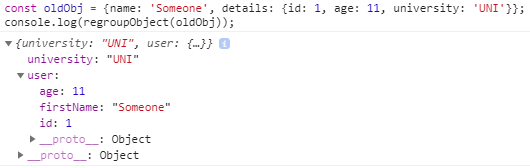 const oldObj = {name: 'Someone', details: {id: 1, age: 11, university: 'UNI'}};
console.log(regroupObject(oldObj));
▼{university: "UNI", user: {…}} i
university: "UNI"
▼user:
age: 11
firstName: "Someone"
id: 1
▶__proto__: Object
▶__proto__: Object